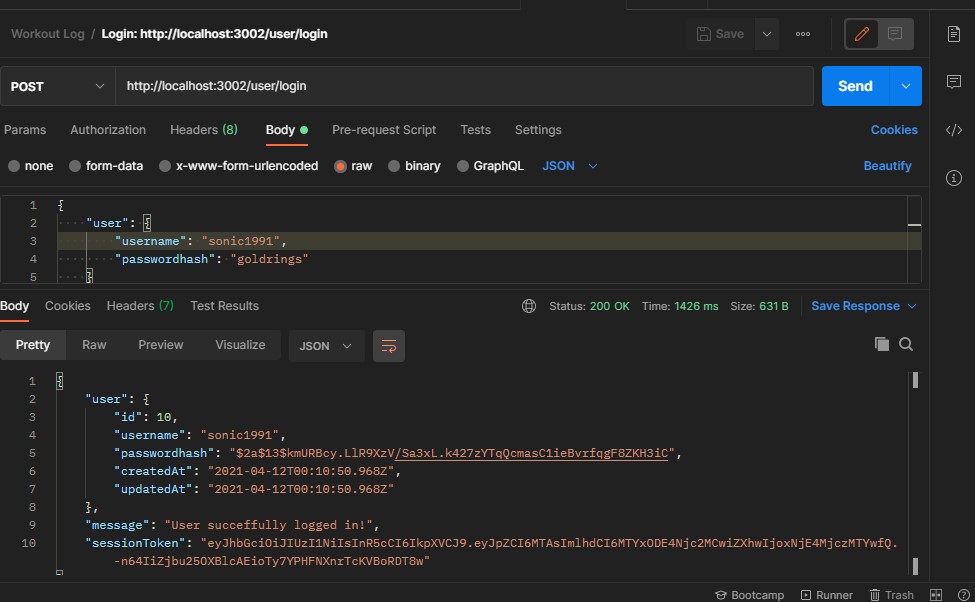 Workout Log / Login: http://localhost:3002/user/login
Save
POST
http://localhost:3002/user/login
Send
Params Authorization Headers (8) Body Pre-request Script Tests Settings Cookies
none form-data x-www-form-urlencoded raw binary GraphQL JSON Beautify
1 {
2 "user": {
3 "username": "sonic1991",
4 "passwordhash": "goldrings"
5 }
Body Cookies Headers (7) Test Results Status: 200 OK Time: 1426 ms Size: 631 B Save Response
Pretty Raw Preview Visualize JSON
1 {
2 "user": {
3 "id": 10,
4 "username": "sonic1991",
5 "passwordhash": "$2a$13$kmURBcy.LlR9XzV/Sa3xL.k427zYTqQcmasC1ieBvrfqgF8ZKH3iC",
6 "createdAt": "2021-04-12T00:10:50.968Z",
7 "updatedAt": "2021-04-12T00:10:50.968Z"
8 },
9 "message": "User succeffully logged in!",
10 "sessionToken": "eyJhbGciOiJIUzI1NiIsInR5cCI6IkpXVCJ9.eyJpZCI6MTAsImlhdCI6MTYxODE4Njc2MCwiZXhwIjoxNjE4MjczMTYwfQ.
-n64IiZjbu25OXBlcAEioTy7YPHFNXnrTcKVBoRDT8w"
Bootcamp Runner Trash